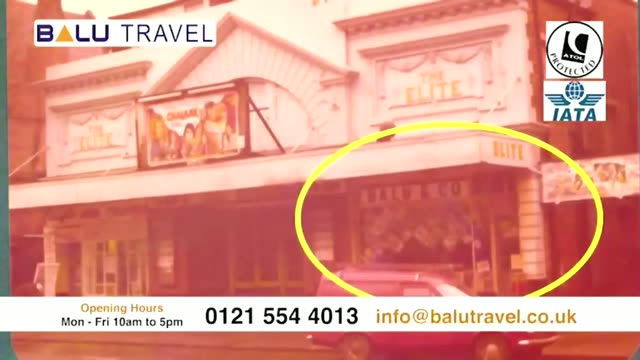 BALU TRAVEL
ATOL
PROTECTED
IATA
THE
ELITE
THE
ELITE
ELITE
BALU & CO
Opening Hours
Mon - Fri 10am to 5pm
0121 554 4013
info@balutravel.co.uk